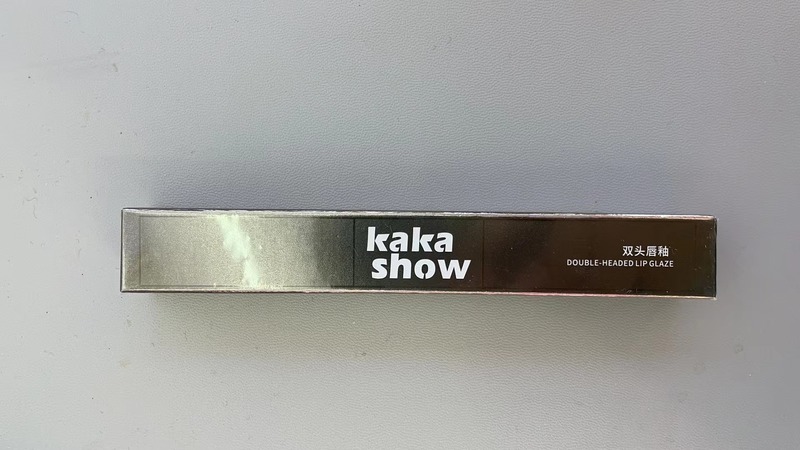 kaka
show
双头唇釉
DOUBLE-HEADED LIP GLAZE